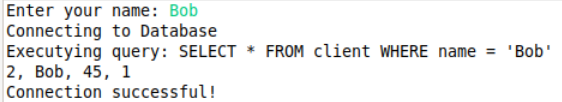 Enter your name: Bob
Connecting to Database
Executying query: SELECT * FROM client WHERE name = 'Bob'
2, Bob, 45, 1
Connection successful!